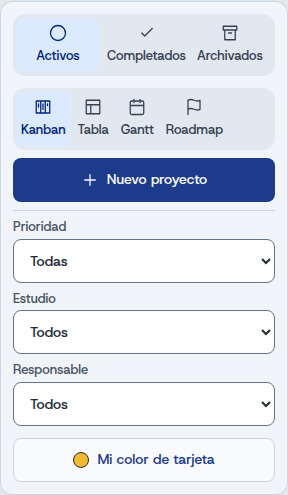 Activos Completados Archivados
Kanban Tabla Gantt Roadmap
Nuevo proyecto
Prioridad
Todas
Estudio
Todos
Responsable
Todos
Mi color de tarjeta